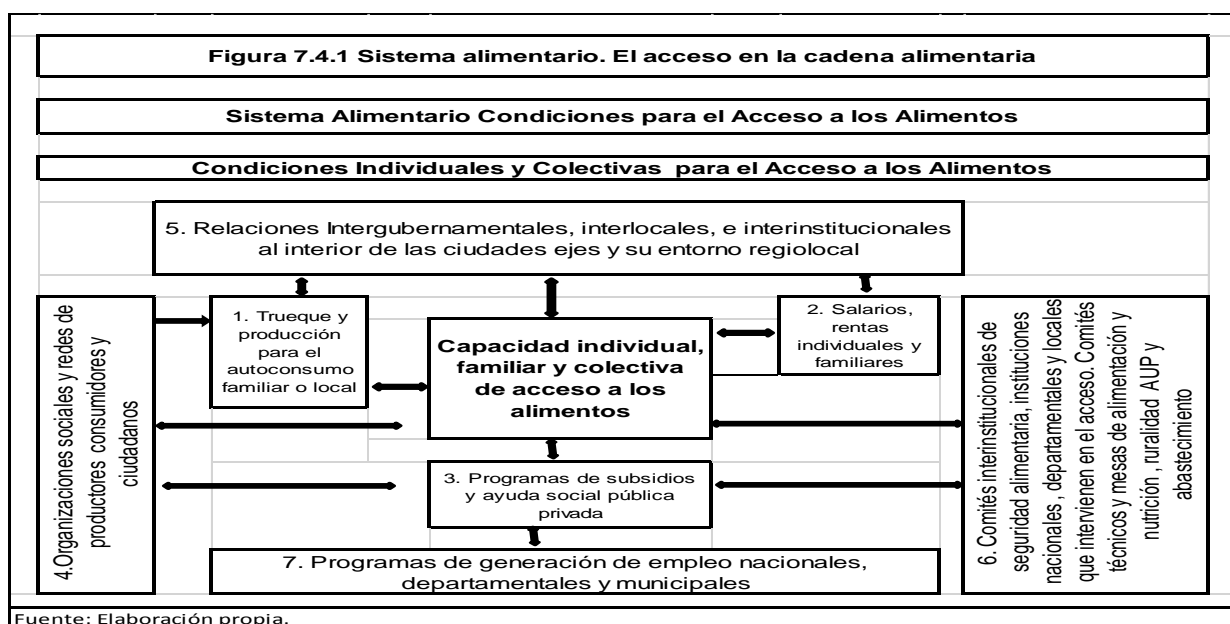 Figura 7.4.1 Sistema alimentario. El acceso en la cadena alimentaria
Sistema Alimentario Condiciones para el Acceso a los Alimentos
Condiciones Individuales y Colectivas para el Acceso a los Alimentos
5. Relaciones Intergubernamentales, interlocales, e interinstitucionales
al interior de las ciudades ejes y su entorno regiolocal
4.Organizaciones sociales y redes de
productores consumidores y
ciudadanos
1. Trueque y
producción
para el
autoconsumo
familiar o local
Capacidad individual,
familiar y colectiva
de acceso a los
alimentos
2. Salarios,
rentas
individuales y
familiares
3. Programas de subsidios
y ayuda social pública
privada
6. Comités interinstitucionales de
seguridad alimentaria, instituciones
nacionales , departamentales y locales
que intervienen en el acceso. Comités
técnicos y mesas de alimentación y
nutrición , ruralidad AUP y
abastecimiento
7. Programas de generación de empleo nacionales,
departamentales y municipales
Fuente: Elaboración propia.